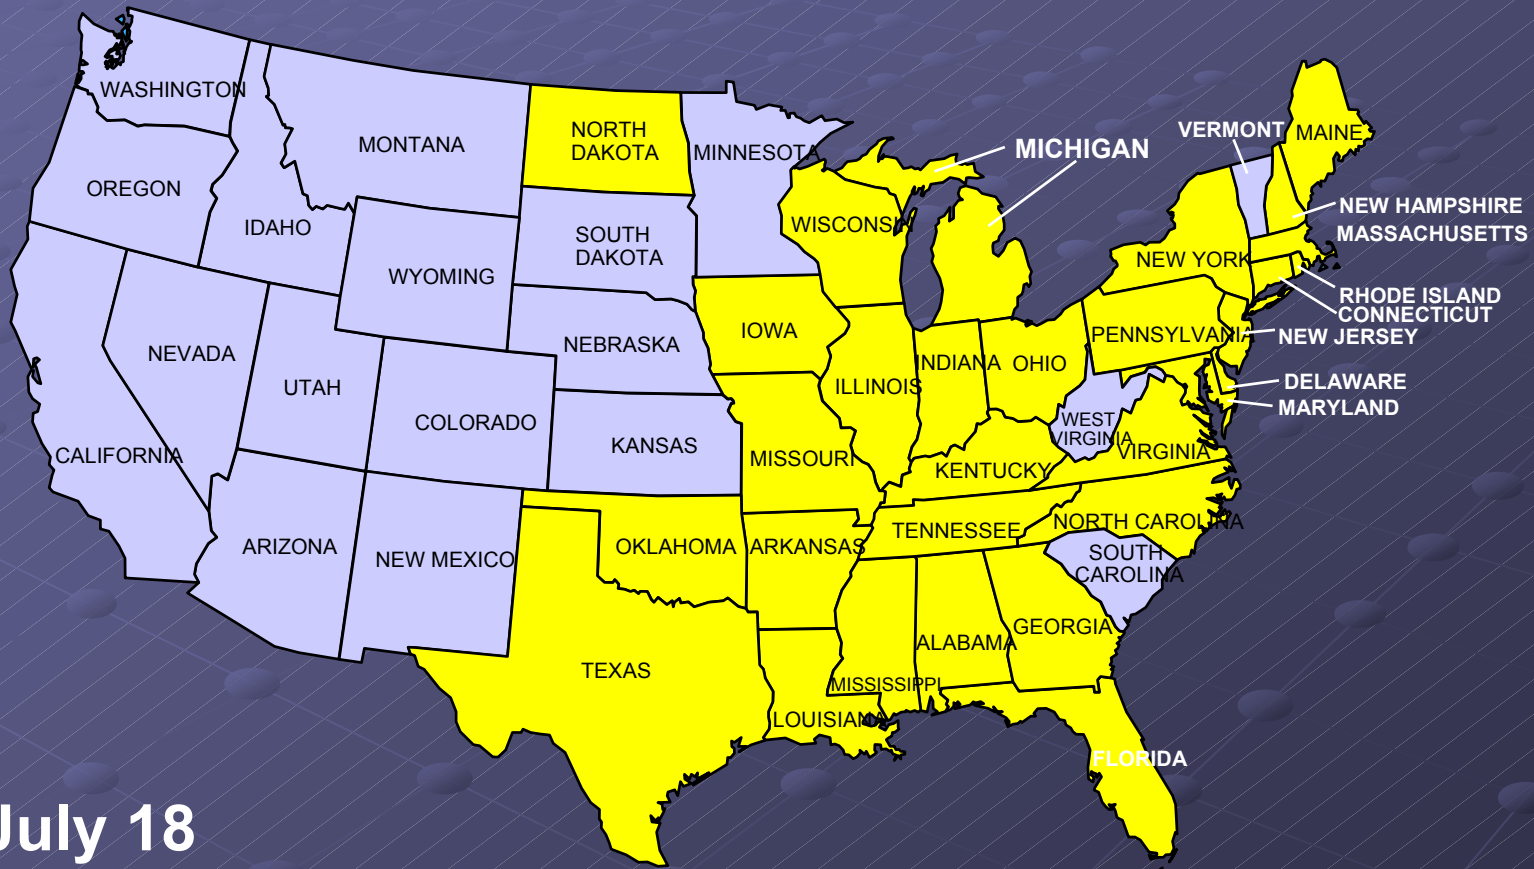 WASHINGTON
MONTANA
NORTH
DAKOTA
MINNESOTA
MICHIGAN
VERMONT
MAINE
OREGON
IDAHO
WYOMING
SOUTH
DAKOTA
WISCONSIN
NEW YORK
NEW HAMPSHIRE
MASSACHUSETTS
RHODE ISLAND
CONNECTICUT
NEW JERSEY
NEVADA
UTAH
COLORADO
NEBRASKA
IOWA
ILLINOIS
INDIANA
OHIO
PENNSYLVANIA
DELAWARE
MARYLAND
CALIFORNIA
KANSAS
MISSOURI
KENTUCKY
WEST
VIRGINIA
VIRGINIA
ARIZONA
NEW MEXICO
OKLAHOMA
ARKANSAS
TENNESSEE
NORTH CAROLINA
SOUTH
CAROLINA
TEXAS
LOUISIANA
MISSISSIPPI
ALABAMA
GEORGIA
FLORIDA
July 18